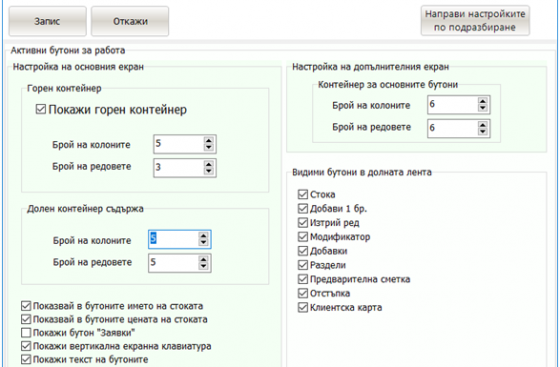 Запис
Откажи
Направи настройките
по подразбиране
Активни бутони за работа
Настройка на основния екран
Горен контейнер
Покажи горен контейнер
Брой на колоните 5
Брой на редовете 3
Долен контейнер съдържа
Брой на колоните 5
Брой на редовете 5
Показвай в бутоните името на стоката
Показвай в бутоните цената на стоката
Покажи бутон "Заявки"
Покажи вертикална екранна клавиатура
Покажи текст на бутоните
Настройка на допълнителния екран
Контейнер за основните бутони
Брой на колоните 6
Брой на редовете 6
Видими бутони в долната лента
Стока
Добави 1 бр.
Изтрий ред
Модификатор
Добавки
Раздели
Предварителна сметка
Отстъпка
Клиентска карта